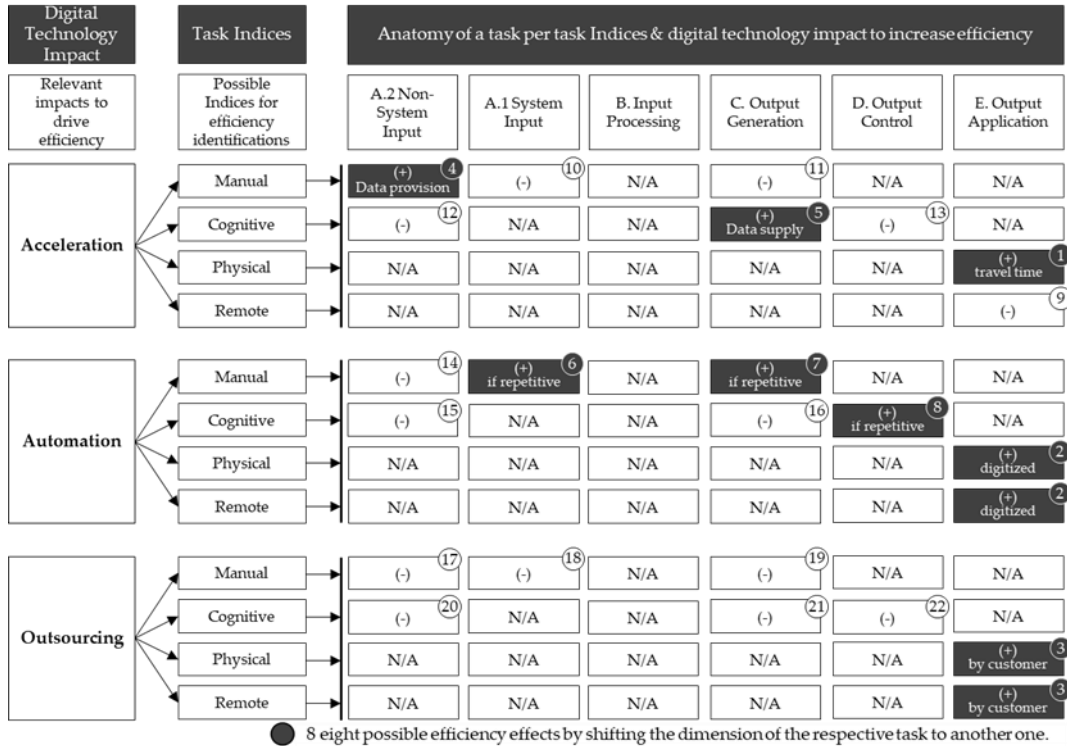 Digital
Technology
Impact
Task Indices
Anatomy of a task per task Indices & digital technology impact to increase efficiency
Relevant
impacts to
drive
efficiency
Possible
Indices for
efficiency
identifications
A.2 Non-
System
Input
A.1 System
Input
B. Input
Processing
C. Output
Generation
D. Output
Control
E. Output
Application
Acceleration
Manual
(+) 4
Data provision
(-) 10
N/A
(-) 11
N/A
N/A
Cognitive
(-) 12
N/A
N/A
(+) 5
Data supply
(-) 13
N/A
Physical
N/A
N/A
N/A
N/A
N/A
(+) 1
travel time
Remote
N/A
N/A
N/A
N/A
N/A
(-) 9
Automation
Manual
(-) 14
(+) 6
if repetitive
N/A
(+) 7
if repetitive
N/A
N/A
Cognitive
(-) 15
N/A
N/A
(-) 16
(+) 8
if repetitive
N/A
Physical
N/A
N/A
N/A
N/A
N/A
(+) 2
digitized
Remote
N/A
N/A
N/A
N/A
N/A
(+) 2
digitized
Outsourcing
Manual
(-) 17
(-) 18
N/A
(-) 19
N/A
N/A
Cognitive
(-) 20
N/A
N/A
(-) 21
(-) 22
N/A
Physical
N/A
N/A
N/A
N/A
N/A
(+) 3
by customer
Remote
N/A
N/A
N/A
N/A
N/A
(+) 3
by customer
8 eight possible efficiency effects by shifting the dimension of the respective task to another one.